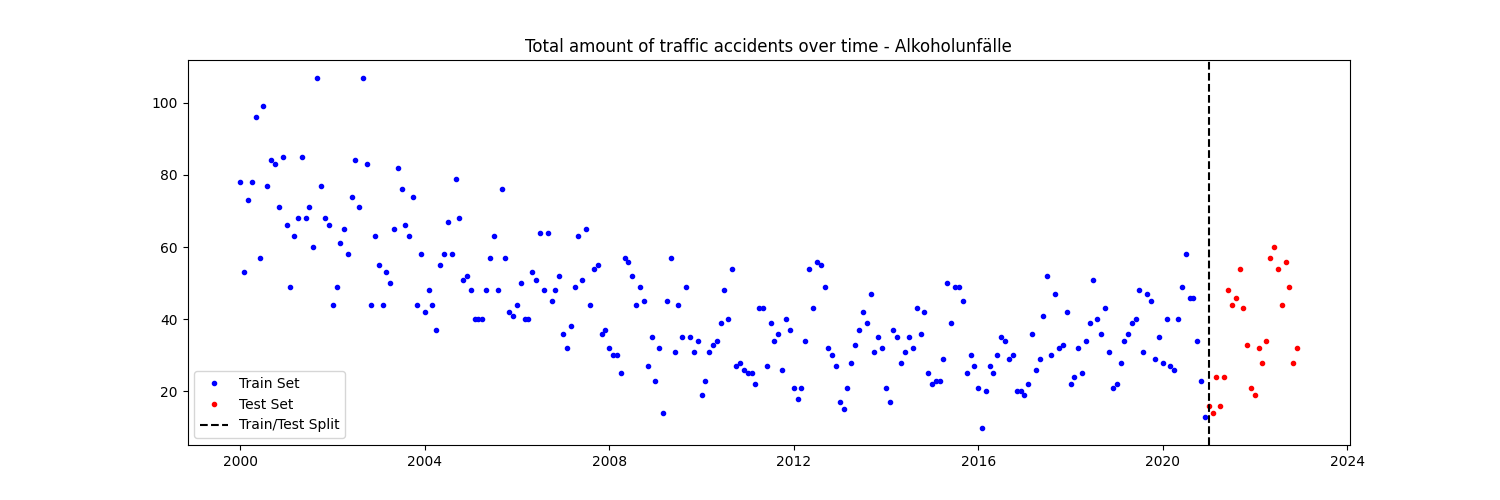 Total amount of traffic accidents over time - Alkoholunfälle
100
80
60
40
20
Train Set
Test Set
Train/Test Split
2000 2004 2008 2012 2016 2020 2024